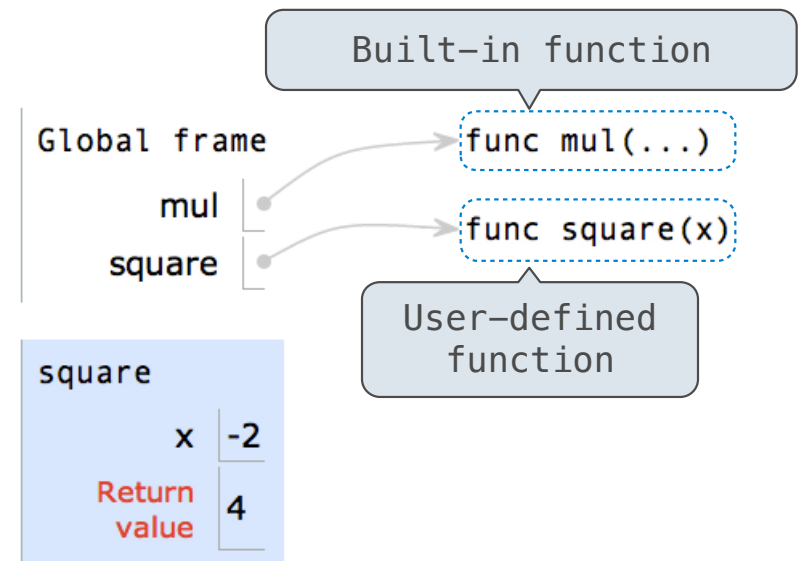 Built-in function
Global frame
func mul(...)
mul
func square(x)
square
User-defined
function
square
x -2
Return
value 4